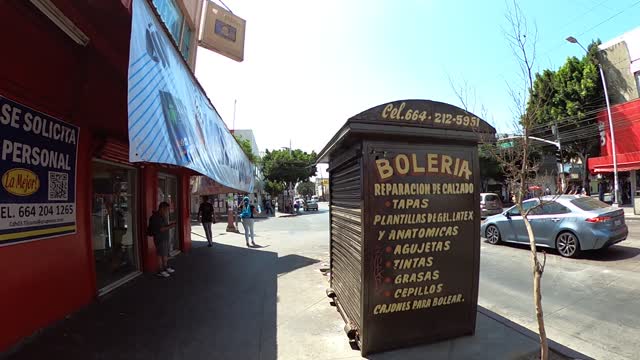 SE SOLICITA
PERSONAL
La Mejor!
TEL. 664 204 1265
Cel. 664-212-5951
BOLERIA
REPARACION DE CALZADO
• TAPAS
PLANTILLAS DE GEL. LATEX
Y ANATOMICAS
• AGUJETAS
• TINTAS
• GRASAS
• CEPILLOS
CAJONES PARA BOLEAR.